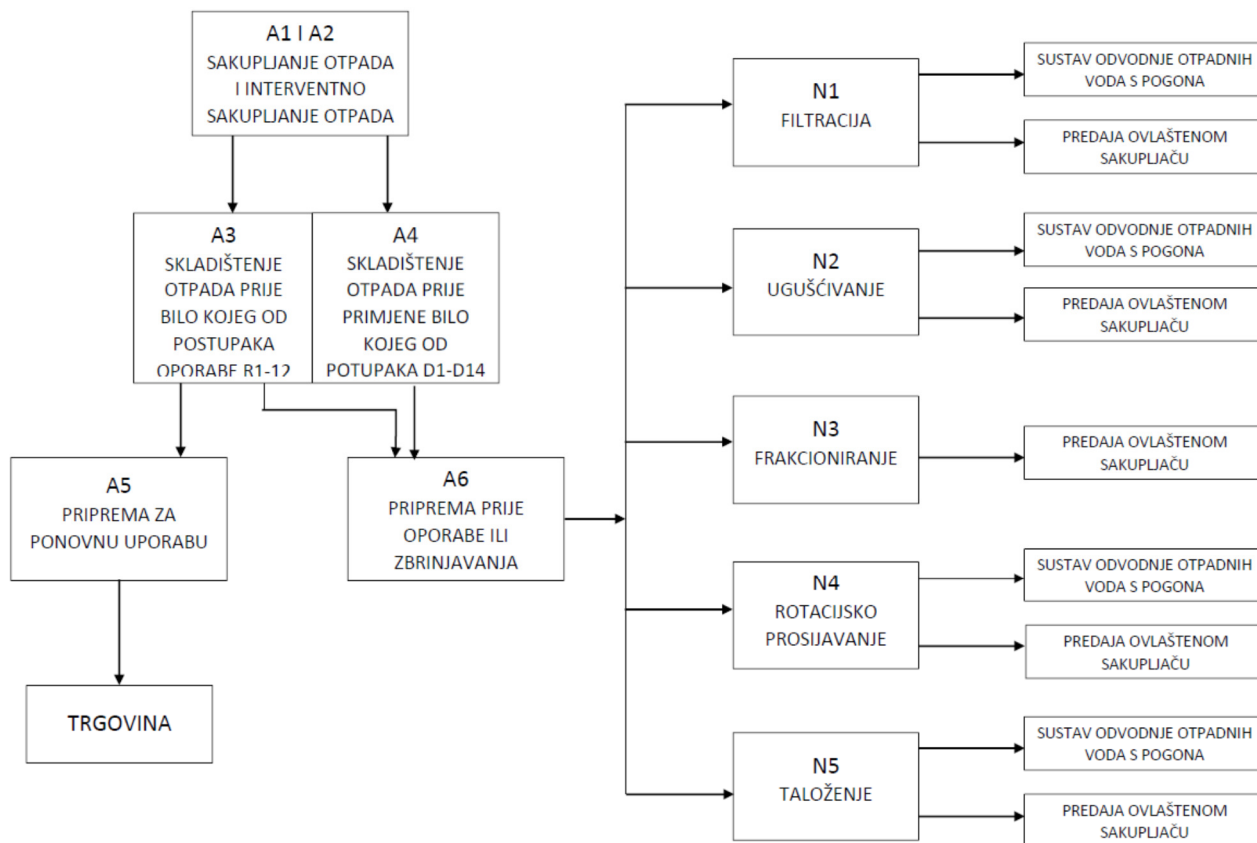 A1 I A2
SAKUPLJANJE OTPADA
I INTERVENTNO
SAKUPLJANJE OTPADA
A3
SKLADIŠTENJE
OTPADA PRIJE
BILO KOJEG OD
POSTUPAKA
OPORABE R1-12
A4
SKLADIŠTENJE
OTPADA PRIJE
PRIMJENE BILO
KOJEG OD
POTUPAKA D1-D14
A5
PRIPREMA ZA
PONOVNU UPORABU
A6
PRIPREMA PRIJE
OPORABE ILI
ZBRINJAVANJA
TRGOVINA
N1
FILTRACIJA
SUSTAV ODVODNJE OTPADNIH
VODA S POGONA
PREDAJA OVLAŠTENOM
SAKUPLJAČU
N2
UGUŠĆIVANJE
SUSTAV ODVODNJE OTPADNIH
VODA S POGONA
PREDAJA OVLAŠTENOM
SAKUPLJAČU
N3
FRAKCIONIRANJE
PREDAJA OVLAŠTENOM
SAKUPLJAČU
N4
ROTACIJSKO
PROSIJAVANJE
SUSTAV ODVODNJE OTPADNIH
VODA S POGONA
PREDAJA OVLAŠTENOM
SAKUPLJAČU
N5
TALOŽENJE
SUSTAV ODVODNJE OTPADNIH
VODA S POGONA
PREDAJA OVLAŠTENOM
SAKUPLJAČU